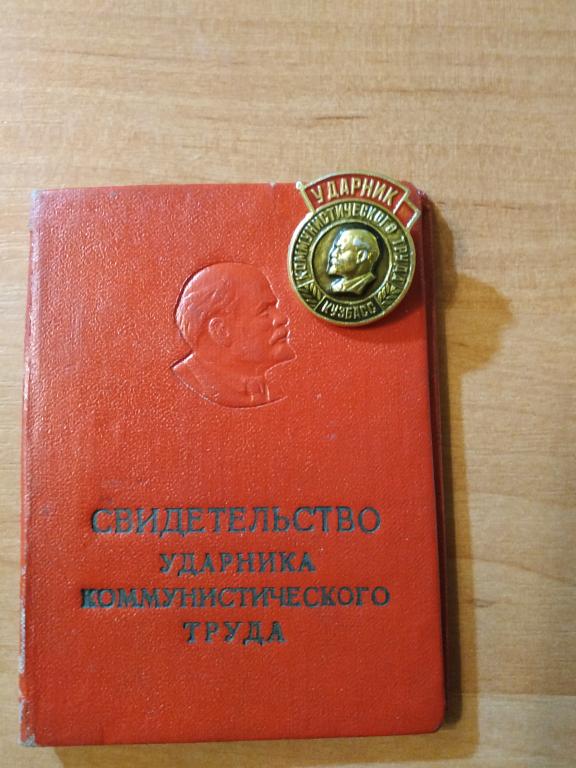 УДАРНИК
КОММУНИСТИЧЕСКОГО ТРУДА
КУЗБАСС
СВИДЕТЕЛЬСТВО
УДАРНИКА
КОММУНИСТИЧЕСКОГО
ТРУДА